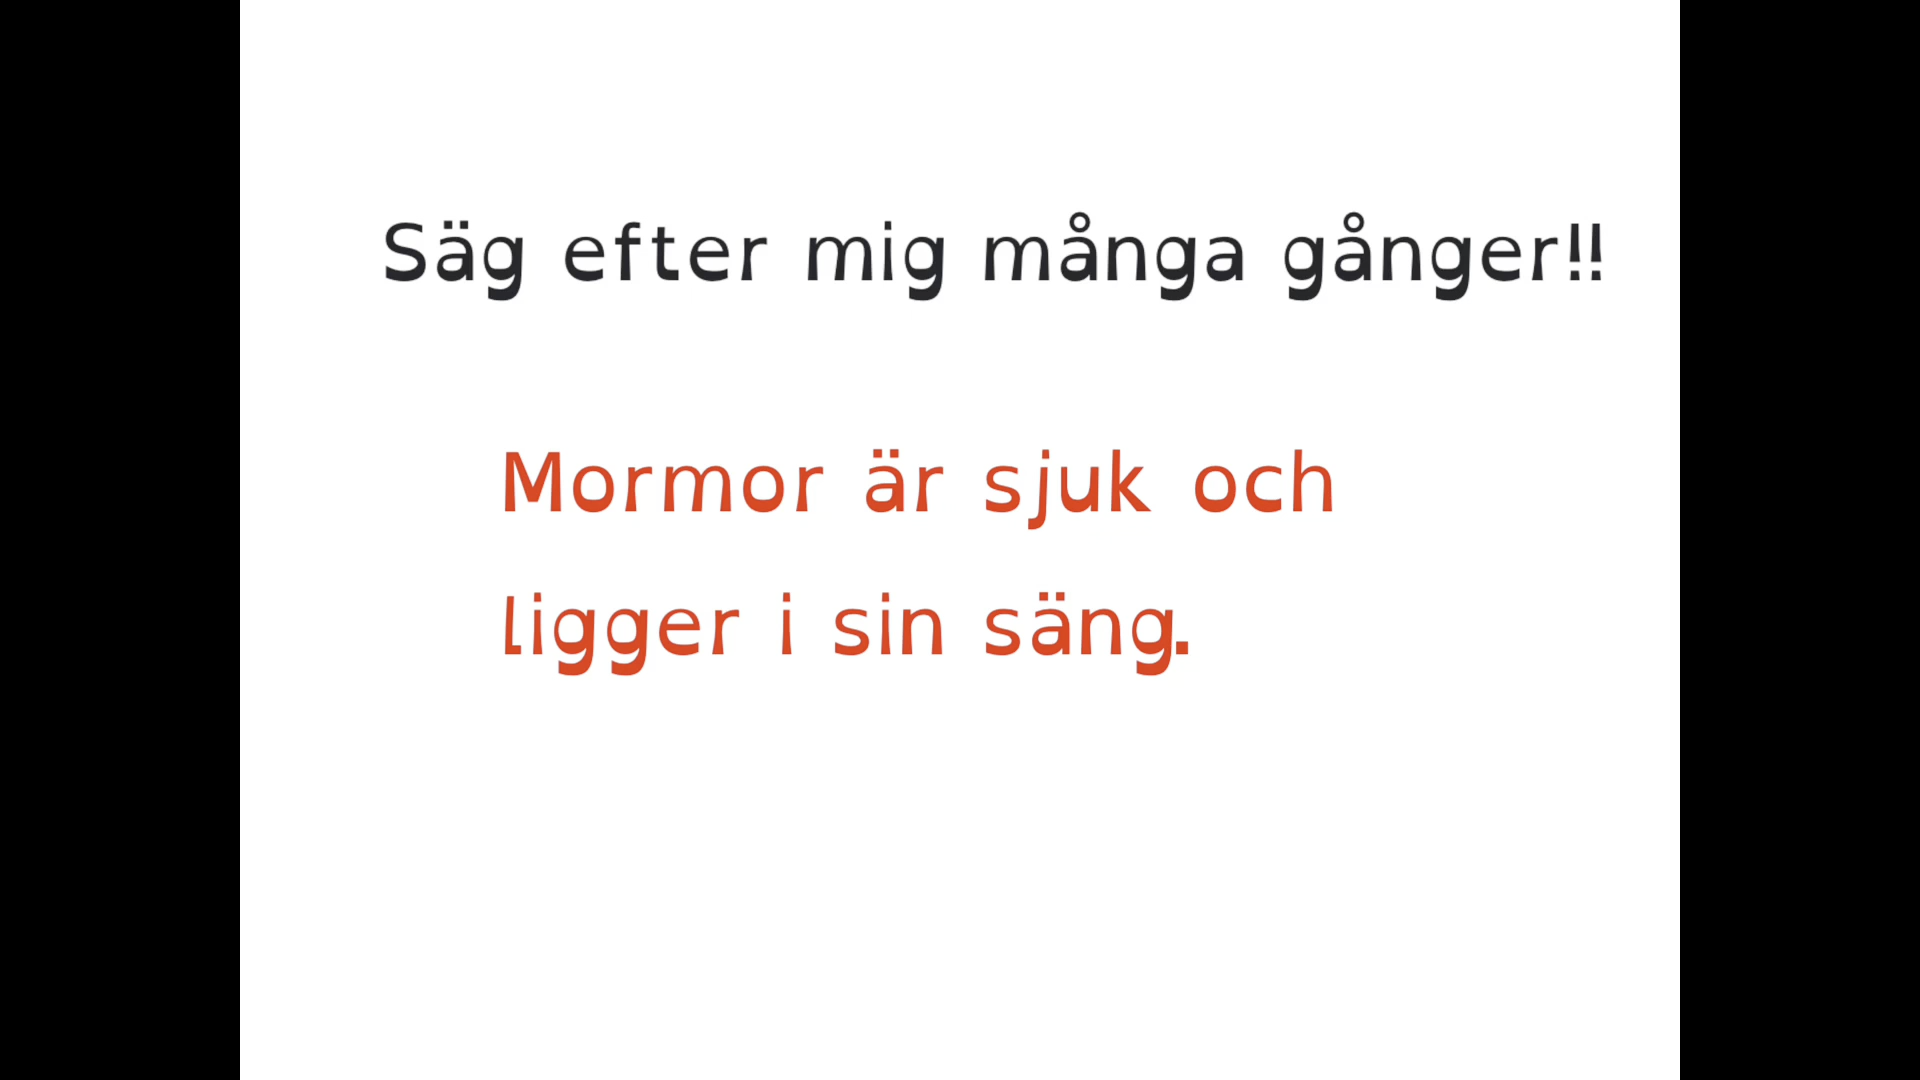 Säg efter mig många gånger!!
Mormor är sjuk och
ligger i sin säng.